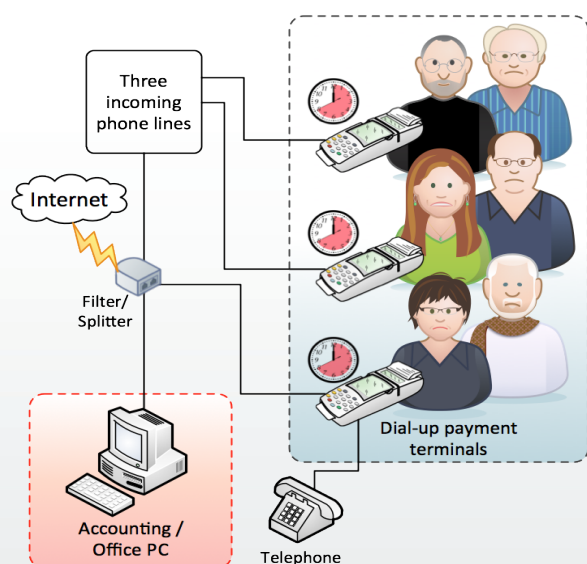 Three
incoming
phone lines
Internet
Filter/
Splitter
Dial-up payment
terminals
Accounting /
Office PC
Telephone